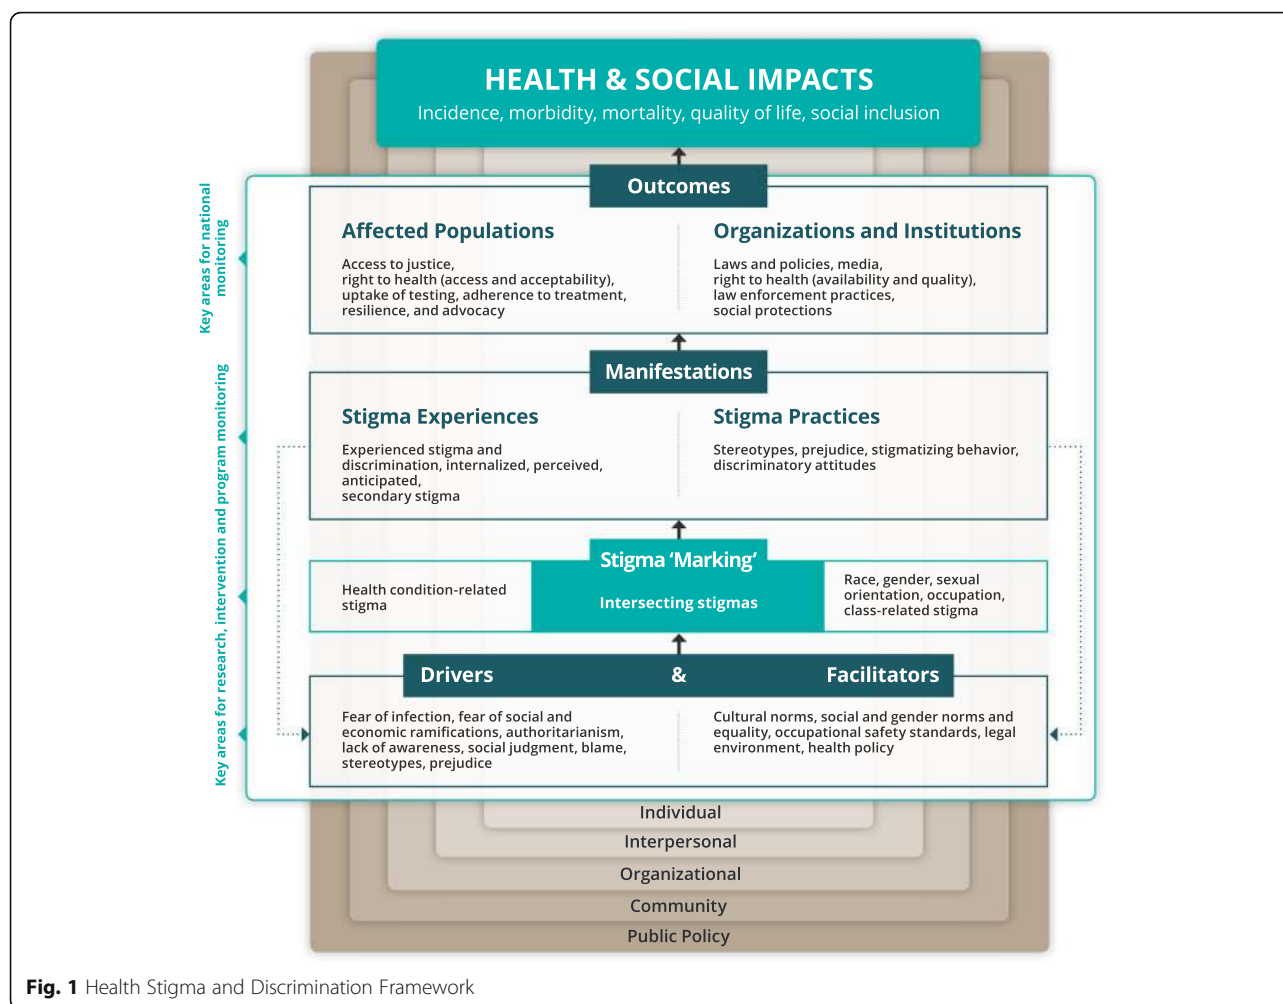 HEALTH & SOCIAL IMPACTS
Incidence, morbidity, mortality, quality of life, social inclusion
Key areas for national
monitoring
Outcomes
Affected Populations
Access to justice,
right to health (access and acceptability),
uptake of testing, adherence to treatment,
resilience, and advocacy
Organizations and Institutions
Laws and policies, media,
right to health (availability and quality),
law enforcement practices,
social protections
Key areas for research, intervention and program monitoring
Manifestations
Stigma Experiences
Experienced stigma and
discrimination, internalized, perceived,
anticipated,
secondary stigma
Stigma Practices
Stereotypes, prejudice, stigmatizing behavior,
discriminatory attitudes
Stigma ‘Marking’
Health condition-related
stigma
Intersecting stigmas
Race, gender, sexual
orientation, occupation,
class-related stigma
Drivers & Facilitators
Fear of infection, fear of social and
economic ramifications, authoritarianism,
lack of awareness, social judgment, blame,
stereotypes, prejudice
Cultural norms, social and gender norms and
equality, occupational safety standards, legal
environment, health policy
Individual
Interpersonal
Organizational
Community
Public Policy
Fig. 1 Health Stigma and Discrimination Framework